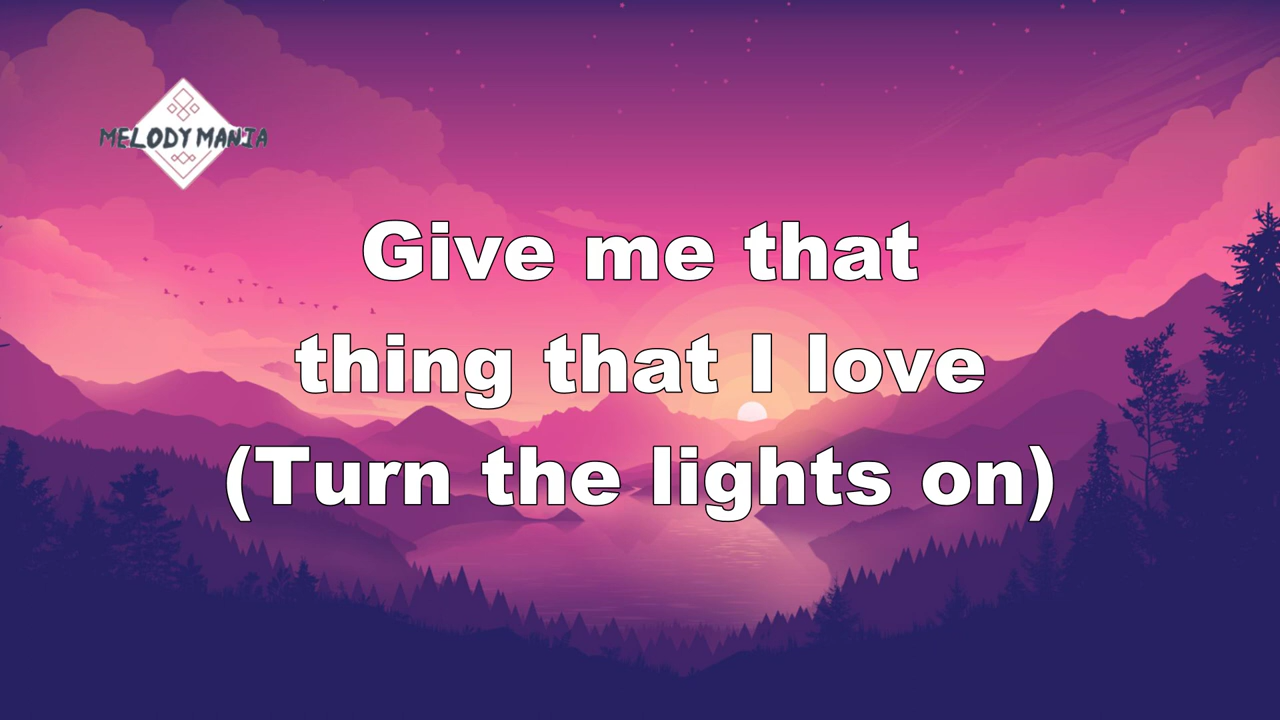 MELODY MANIA
Give me that
thing that I love
(Turn the lights on)